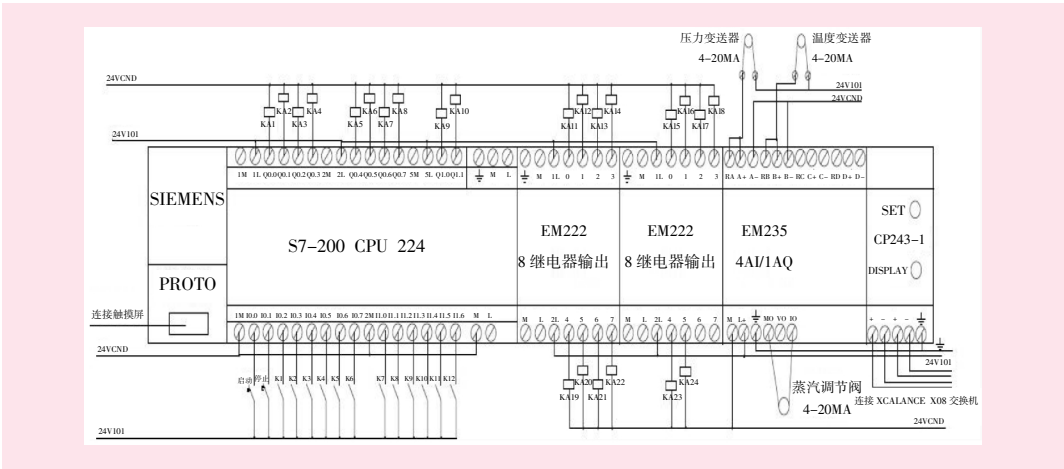 压力变送器
温度变送器
4-20MA
4-20MA
24VCND
KA2 KA4 KA6 KA8 KA10 KA12 KA14 KA16 KA18
KA1 KA3 KA5 KA7 KA9 KA11 KA13 KA15 KA17
24V101
24VCND
24V101
1M 1L Q0.0 Q0.1 Q0.2 Q0.3 2M 2L Q0.4 Q0.5 Q0.6 Q0.7 5M 5L Q1.0 Q1.1 M L
M 1L 0 1 2 3
M 1L 0 1 2 3
RA A+ A- RB B+ B- RC C+ C- RD D+ D-
SIEMENS
S7-200 CPU 224
EM222
8 继电器输出
EM222
8 继电器输出
EM235
4AI/1AQ
SET
CP243-1
DISPLAY
PROTO
连接触摸屏
1M I0.0 I0.1 I0.2 I0.3 I0.4 I0.5 I0.6 I0.7 2M I1.0 I1.1 I1.2 I1.3 I1.4 I1.5 I1.6 M L
M L 2L 4 5 6 7
M L 2L 4 5 6 7
M L+ MO VO IO
+ - + -
24VCND
24V101
启动 停止 K1 K2 K3 K4 K5 K6 K7 K8 K9 K10 K11 K12
KA20 KA22 KA24
KA19 KA21 KA23
蒸汽调节阀
4-20MA
连接 XCALANCE X08 交换机
24VCND
24V101